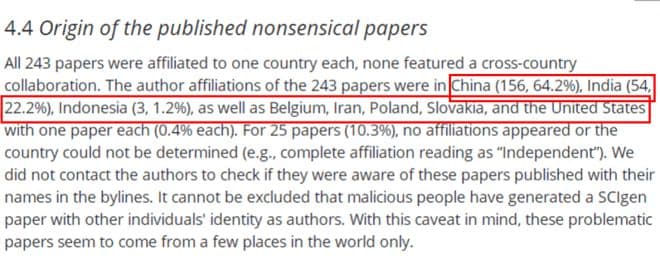 4.4 Origin of the published nonsensical papers
All 243 papers were affiliated to one country each, none featured a cross-country
collaboration. The author affiliations of the 243 papers were in China (156, 64.2%), India (54,
22.2%), Indonesia (3, 1.2%), as well as Belgium, Iran, Poland, Slovakia, and the United States
with one paper each (0.4% each). For 25 papers (10.3%), no affiliations appeared or the
country could not be determined (e.g., complete affiliation reading as “Independent”). We
did not contact the authors to check if they were aware of these papers published with their
names in the bylines. It cannot be excluded that malicious people have generated a SCIgen
paper with other individuals' identity as authors. With this caveat in mind, these problematic
papers seem to come from a few places in the world only.